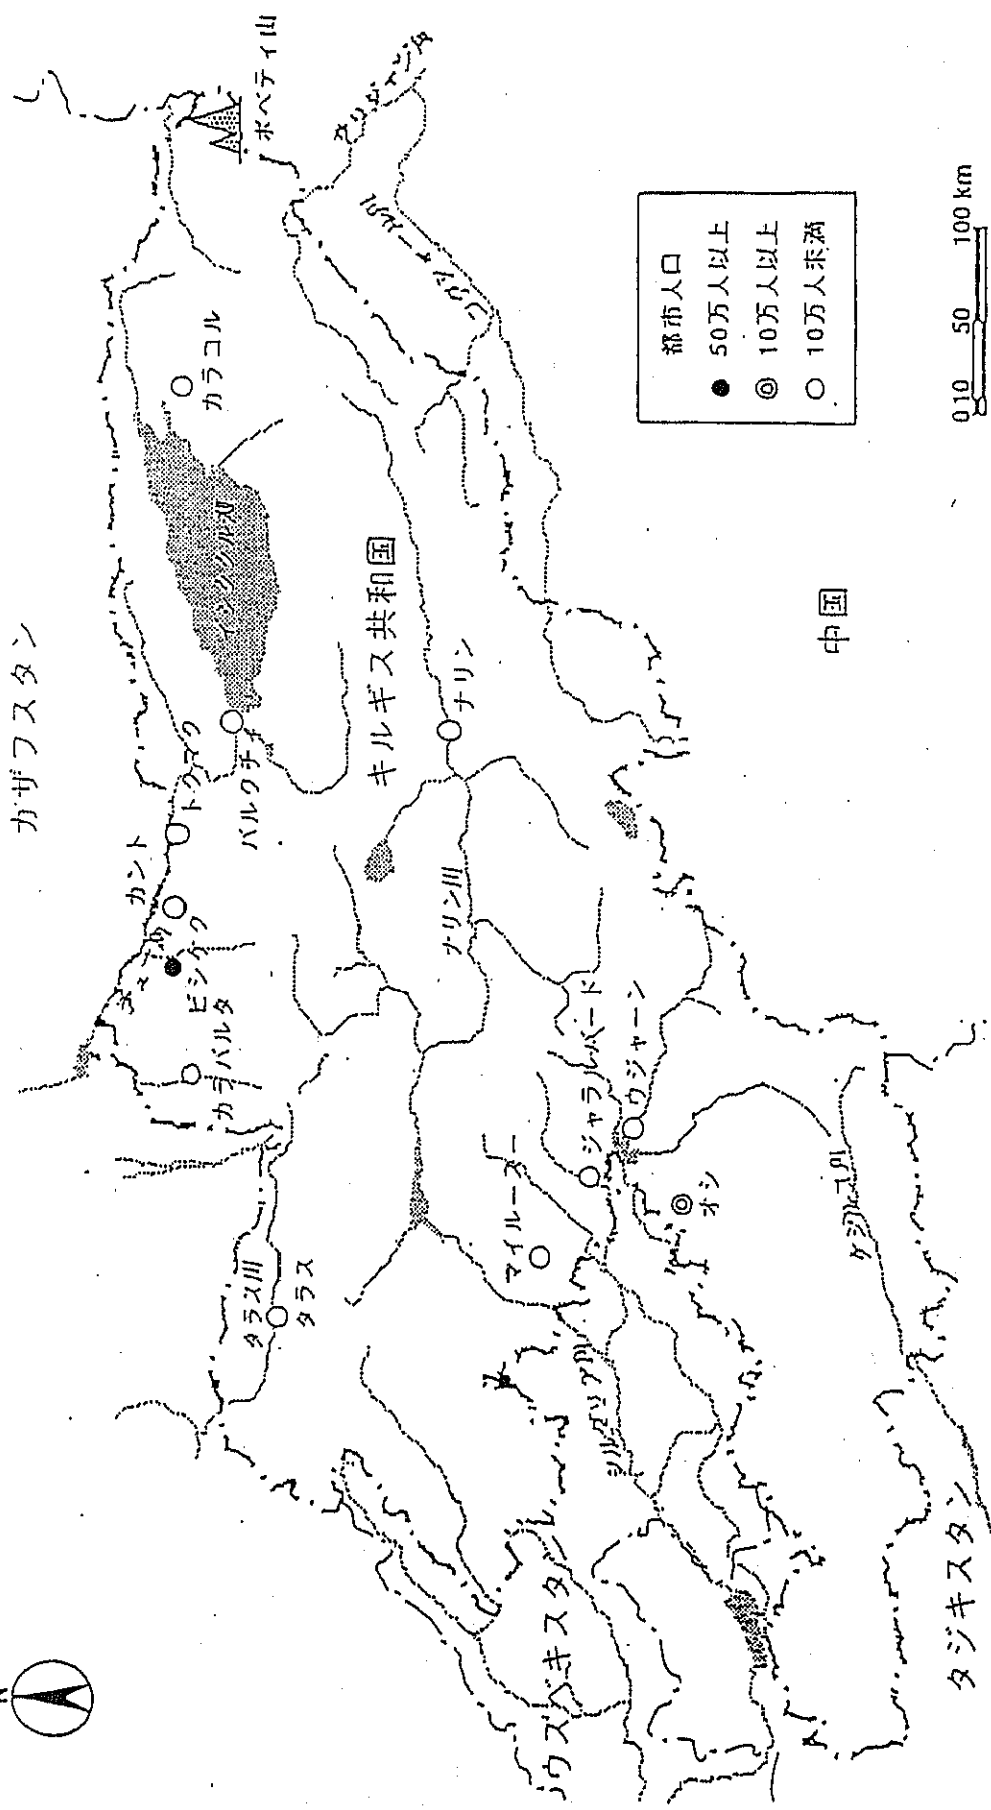 N
カザフスタン
カント
トクマク
ビシケク
カラバルタ
バルクチ
イシククル湖
カラコル
ポベティ山
タラス川
タラス
キルギス共和国
ナリン
ナリン川
マイルースー
ジャラルバード
ウジャーン
オシ
シルダリア川
ウズベキスタン
タジキスタン
中国
都市人口
● 50万人以上
◎ 10万人以上
○ 10万人未満
0 10 50 100 km